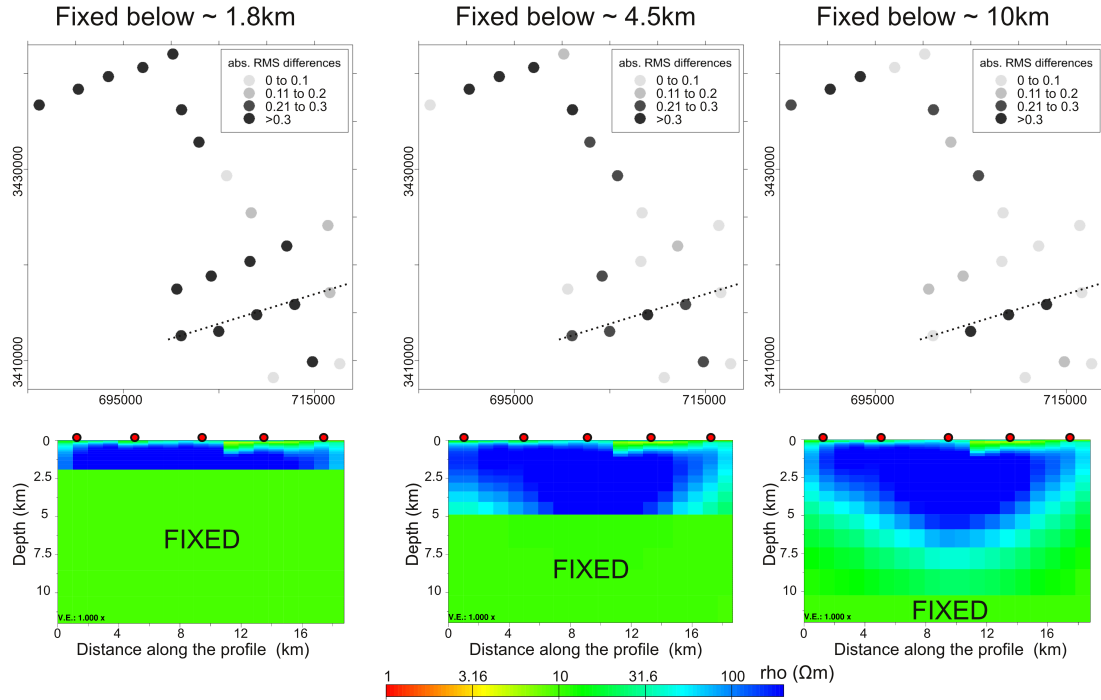 Fixed below ~ 1.8km
Fixed below ~ 4.5km
Fixed below ~ 10km
abs. RMS differences
0 to 0.1
0.11 to 0.2
0.21 to 0.3
>0.3
3430000
3410000
695000
715000
abs. RMS differences
0 to 0.1
0.11 to 0.2
0.21 to 0.3
>0.3
3430000
3410000
695000
715000
abs. RMS differences
0 to 0.1
0.11 to 0.2
0.21 to 0.3
>0.3
3430000
3410000
695000
715000
Depth (km)
0
2.5
5
7.5
10
FIXED
V.E.: 1.000 x
0 4 8 12 16
Distance along the profile (km)
Depth (km)
0
2.5
5
7.5
10
FIXED
V.E.: 1.000 x
0 4 8 12 16
Distance along the profile (km)
Depth (km)
0
2.5
5
7.5
10
FIXED
V.E.: 1.000 x
0 4 8 12 16
Distance along the profile (km)
1 3.16 10 31.6 100 rho (Ωm)